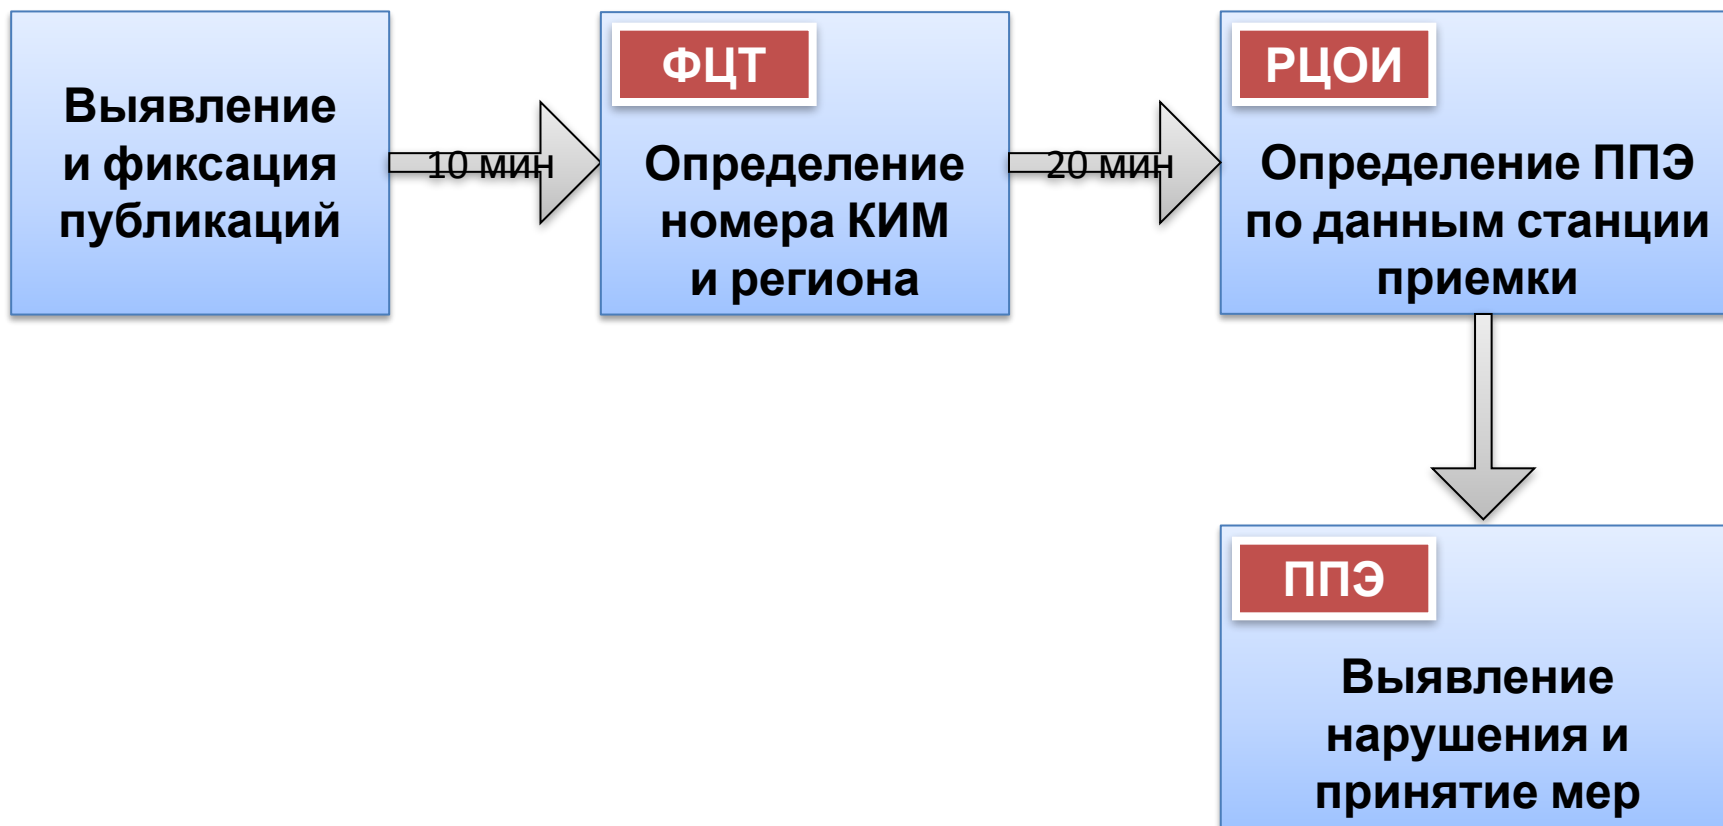 Выявление
и фиксация
публикаций
10 мин
ФЦТ
Определение
номера КИМ
и региона
20 мин
РЦОИ
Определение ППЭ
по данным станции
приемки
ППЭ
Выявление
нарушения и
принятие мер